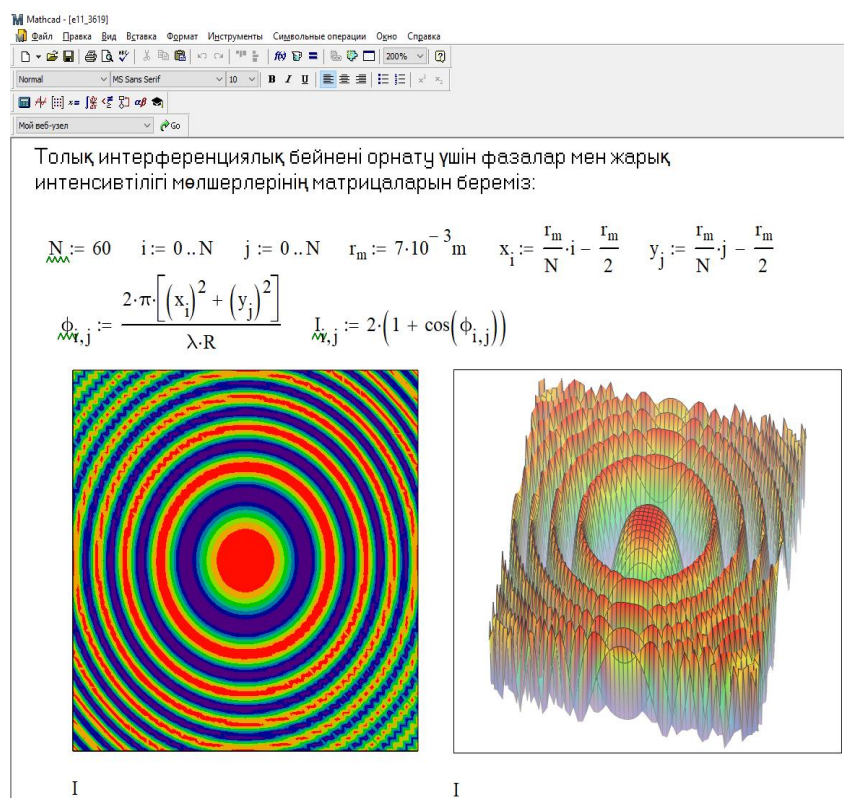 Mathcad - [e11_3619]
Файл Правка Вид Вставка Формат Инструменты Символьные операции Окно Справка
200%
Normal MS Sans Serif 10 B I U
Мой веб-узел Go
Толық интерференциялық бейнені орнату үшін фазалар мен жарық
интенсивтілігі мөлшерлерінің матрицаларын береміз:
N := 60 i := 0 .. N j := 0 .. N r_m := 7·10^-3 m x_i := r_m/N·i − r_m/2 y_j := r_m/N·j − r_m/2
ϕ_i,j := 2·π·[(x_i)^2 + (y_j)^2]/λ·R I_i,j := 2·(1 + cos(ϕ_i,j))
I I